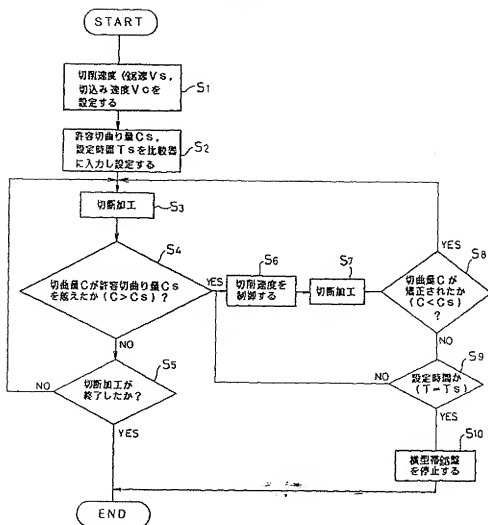 START
切削速度(鋸速Vs,
切込み速度Vcを
設定する
S1
許容切曲り量Cs,
設定時間Tsを比較器
に入力し設定する
S2
切断加工
S3
S4
切曲量Cが許容切曲り量Cs
を越えたか(C>Cs)?
YES
NO
S6
切削速度を
制御する
S7
切断加工
YES
S8
切曲量Cが
矯正されたか
(C<Cs)
?
NO
S5
切断加工が
終了したか?
NO
YES
S9
設定時間か
(T=Ts)
NO
YES
S10
横型帯鋸盤
を停止する
END